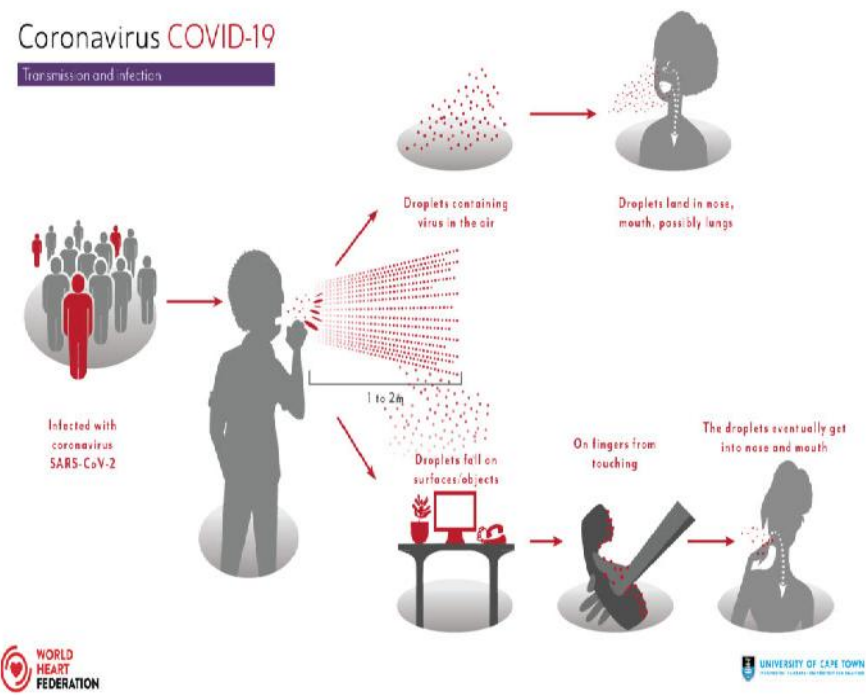 Coronavirus COVID-19
Transmission and infection
Droplets containing
virus in the air
Droplets land in nose,
mouth, possibly lungs
Infected with
coronavirus
SARS-CoV-2
1 to 2m
Droplets fall on
surfaces/objects
On fingers from
touching
The droplets eventually get
into nose and mouth
WORLD
HEART
FEDERATION
UNIVERSITY OF CAPE TOWN